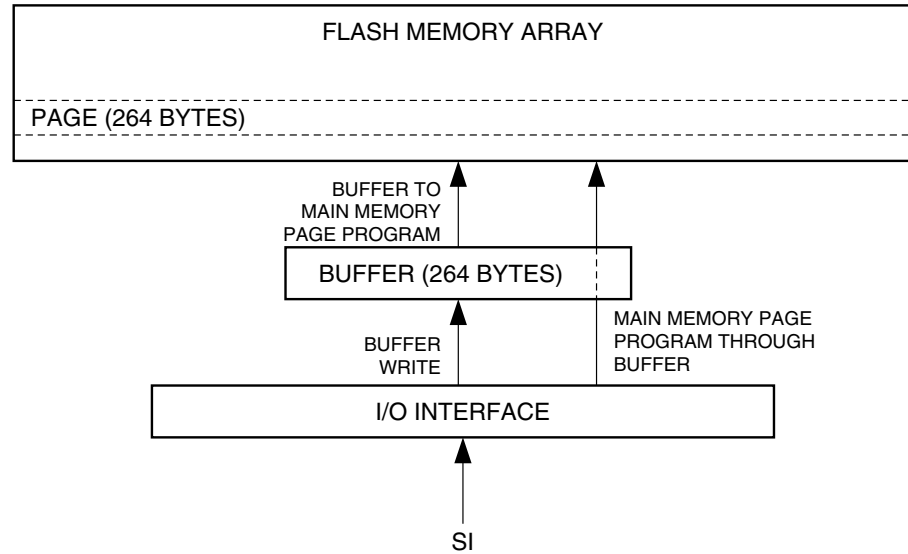 FLASH MEMORY ARRAY
PAGE (264 BYTES)
BUFFER TO
MAIN MEMORY
PAGE PROGRAM
BUFFER (264 BYTES)
BUFFER
WRITE
MAIN MEMORY PAGE
PROGRAM THROUGH
BUFFER
I/O INTERFACE
SI